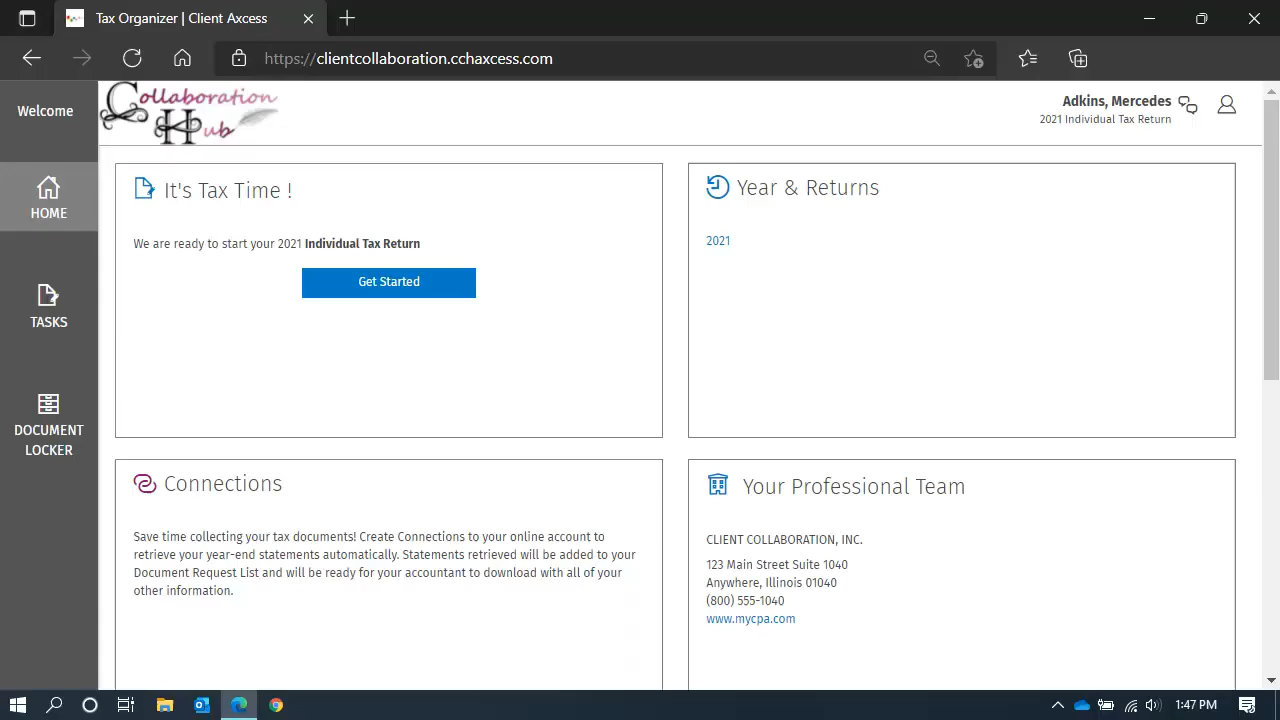 Tax Organizer | Client Axcess
https://clientcollaboration.cchaxcess.com
Welcome
Collaboration
Hub
Adkins, Mercedes
2021 Individual Tax Return
HOME
TASKS
DOCUMENT
LOCKER
It's Tax Time !
We are ready to start your 2021 Individual Tax Return
Get Started
Year & Returns
2021
Connections
Save time collecting your tax documents! Create Connections to your online account to
retrieve your year-end statements automatically. Statements retrieved will be added to your
Document Request List and will be ready for your accountant to download with all of your
other information.
Your Professional Team
CLIENT COLLABORATION, INC.
123 Main Street Suite 1040
Anywhere, Illinois 01040
(800) 555-1040
www.mycpa.com
1:47 PM